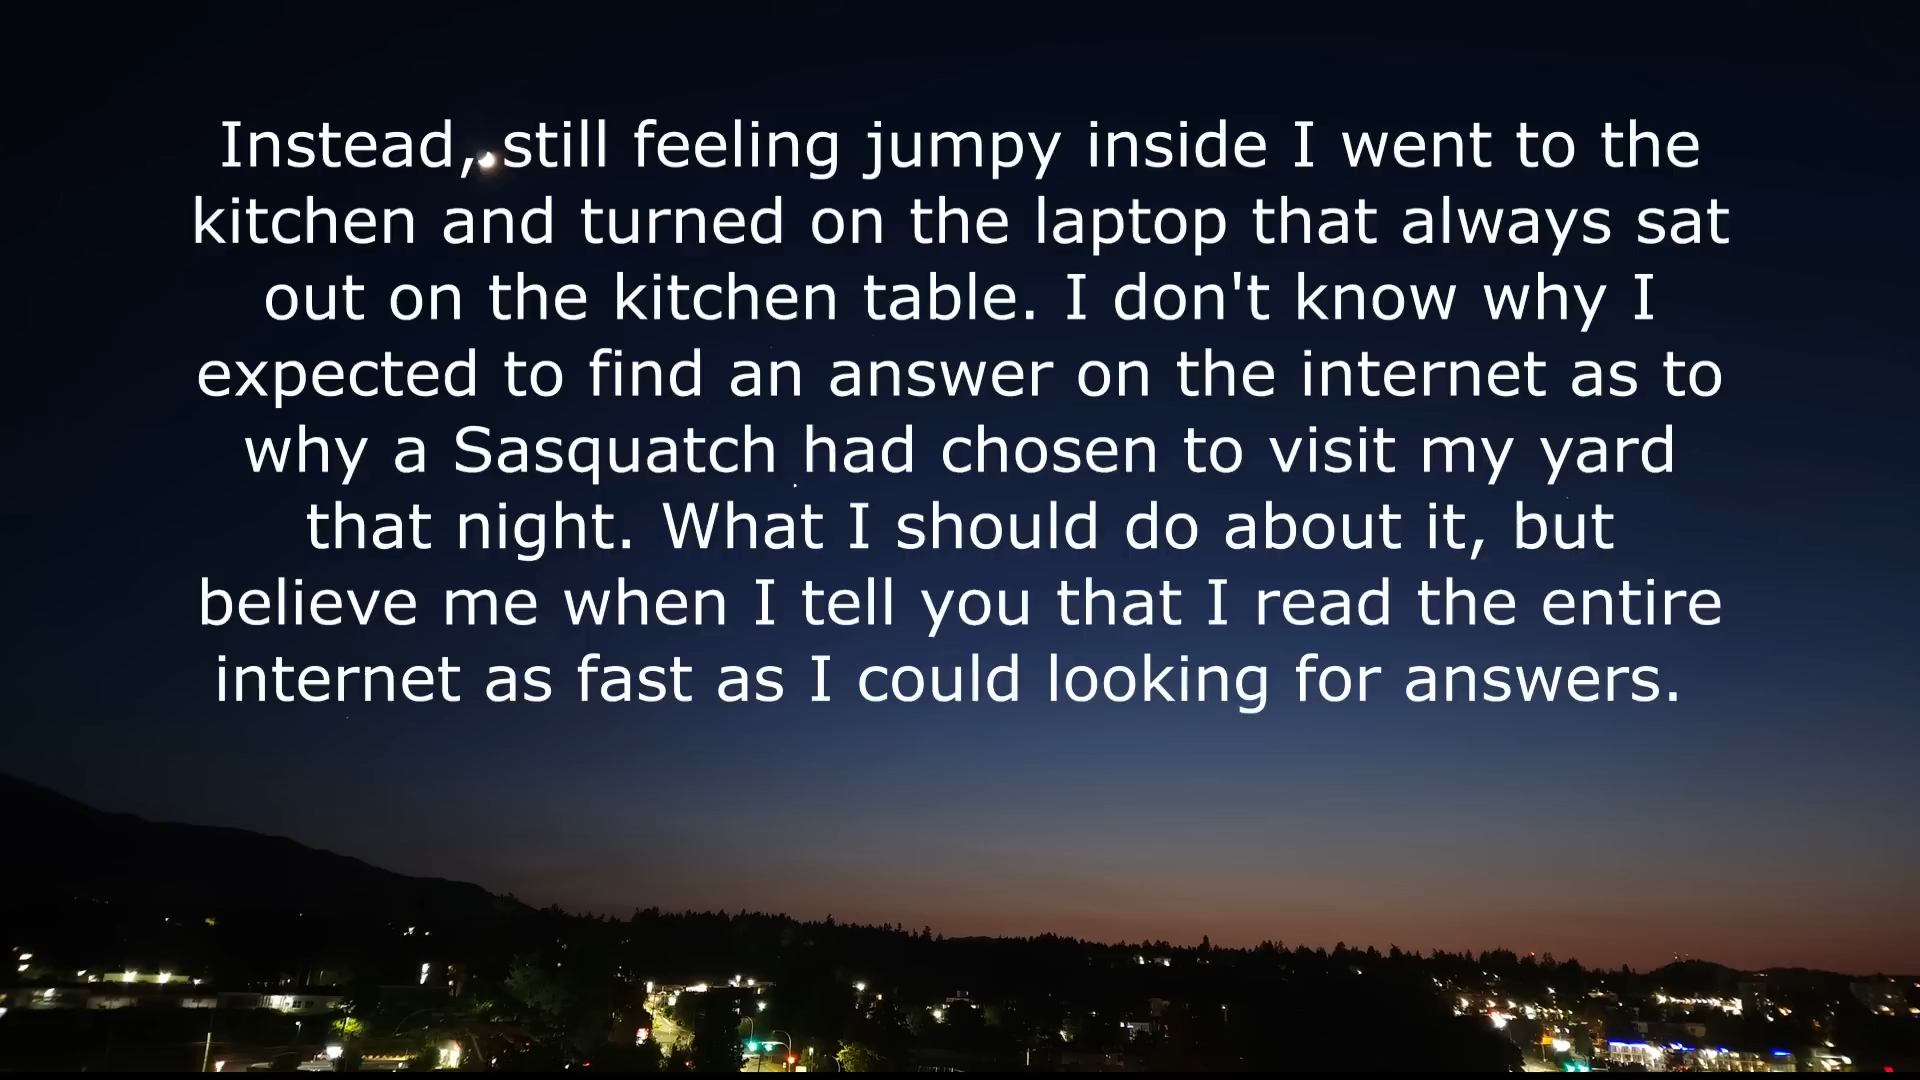 Instead, still feeling jumpy inside I went to the
kitchen and turned on the laptop that always sat
out on the kitchen table. I don't know why I
expected to find an answer on the internet as to
why a Sasquatch had chosen to visit my yard
that night. What I should do about it, but
believe me when I tell you that I read the entire
internet as fast as I could looking for answers.